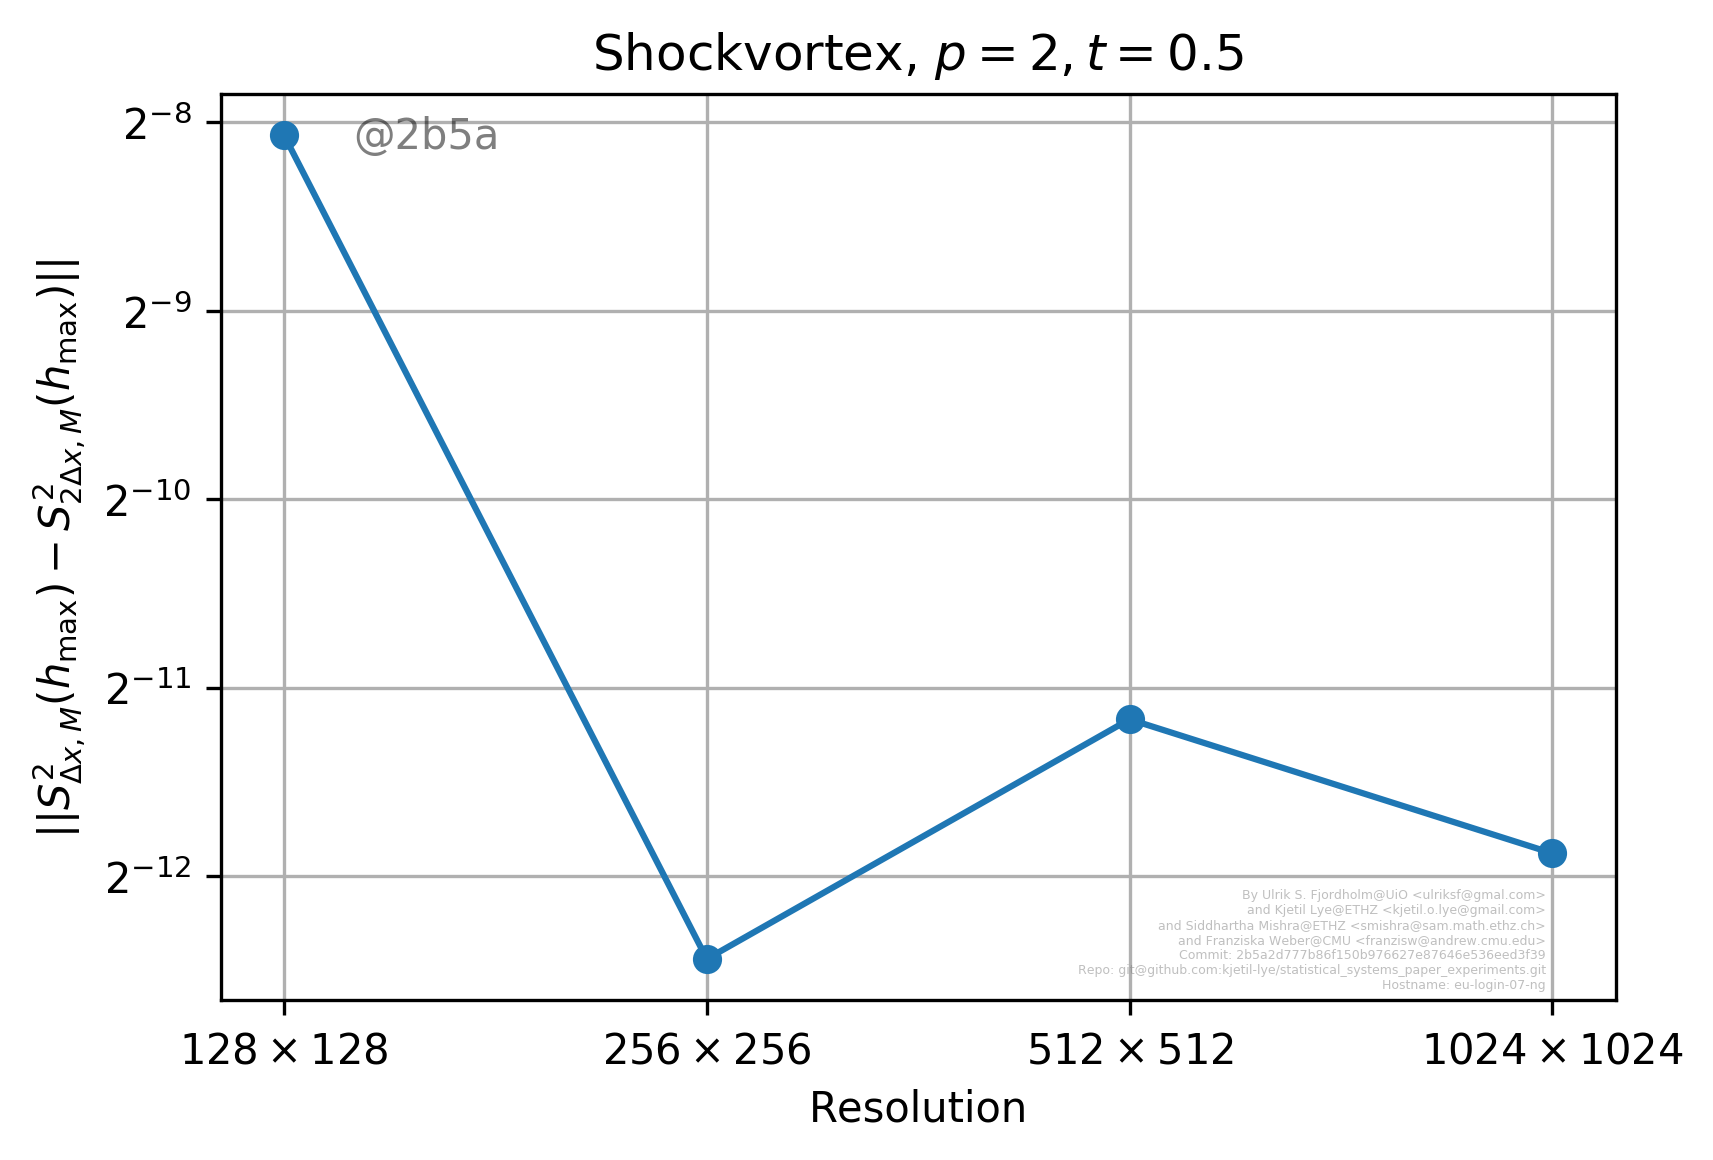 Shockvortex, p = 2, t = 0.5
@2b5a
2⁻⁸
2⁻⁹
2⁻¹⁰
2⁻¹¹
2⁻¹²
||S²_{Δx, M}(h_max) − S²_{2Δx, M}(h_max)||
By Ulrik S. Fjordholm@UiO <ulriksf@gmal.com>
and Kjetil Lye@ETHZ <kjetil.o.lye@gmail.com>
and Siddhartha Mishra@ETHZ <smishra@sam.math.ethz.ch>
and Franziska Weber@CMU <franzisw@andrew.cmu.edu>
Commit: 2b5a2d777b86f150b976627e87646e536eed3f39
Repo: git@github.com:kjetil-lye/statistical_systems_paper_experiments.git
Hostname: eu-login-07-ng
128 × 128 256 × 256 512 × 512 1024 × 1024
Resolution